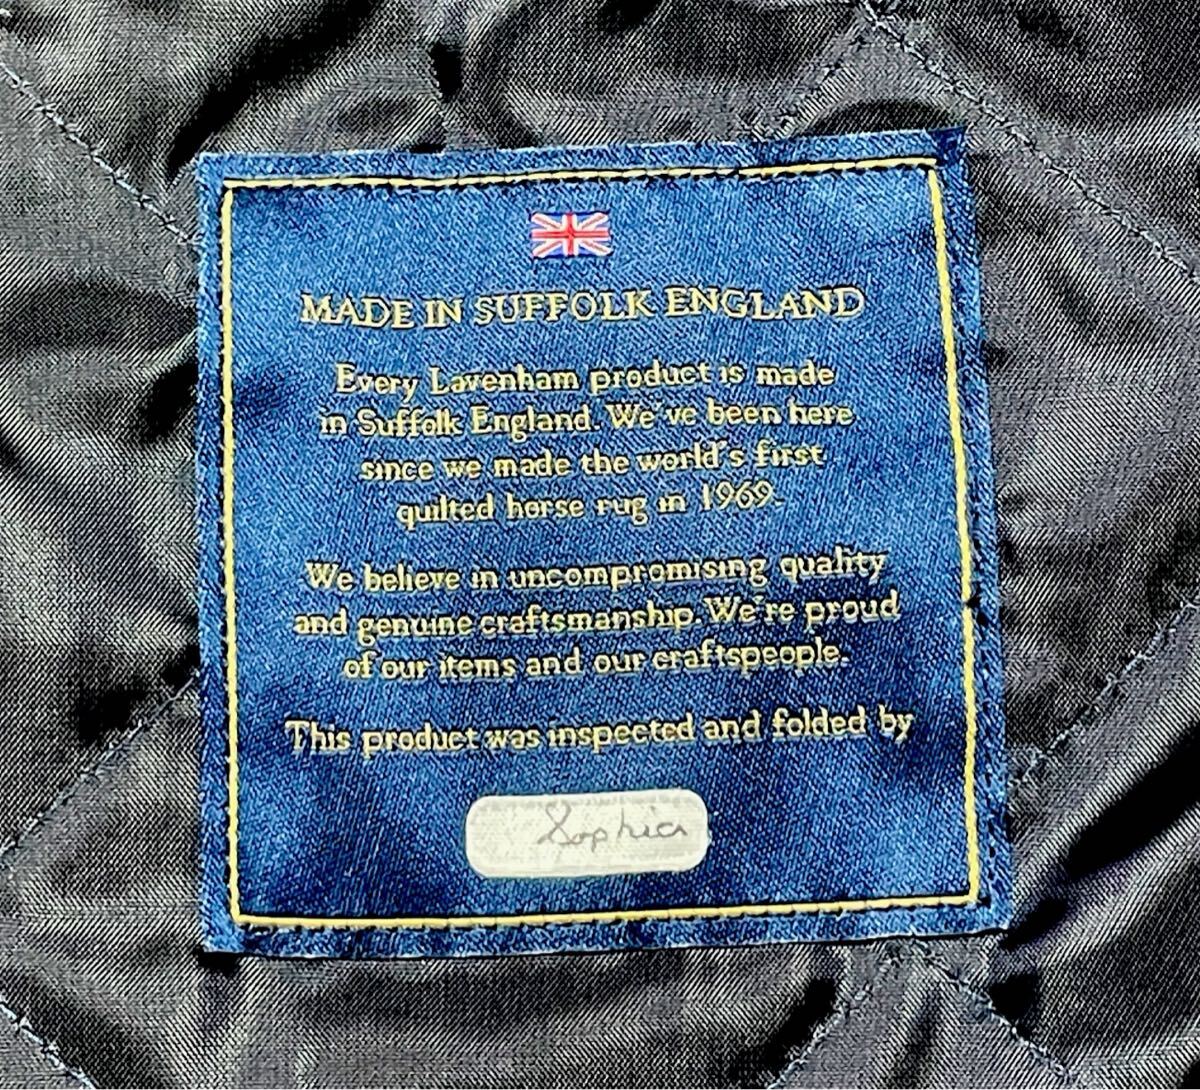 MADE IN SUFFOLK ENGLAND
Every Lavenham product is made
in Suffolk England. We've been here
since we made the world's first
quilted horse rug in 1969.
We believe in uncompromising quality
and genuine craftsmanship. We're proud
of our items and our craftspeople.
This product was inspected and folded by
Sophia